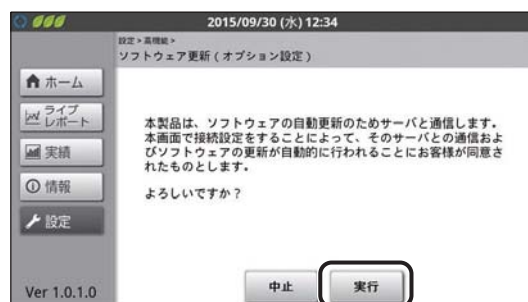 2015/09/30 (水) 12:34
設定 > 高機能 >
ソフトウェア更新 ( オプション設定 )
ホーム
ライブ
レポート
実績
情報
設定
Ver 1.0.1.0
本製品は、ソフトウェアの自動更新のためサーバと通信します。
本画面で接続設定をすることによって、そのサーバとの通信およ
びソフトウェアの更新が自動的に行われることにお客様が同意さ
れたものとします。
よろしいですか？
中止
実行